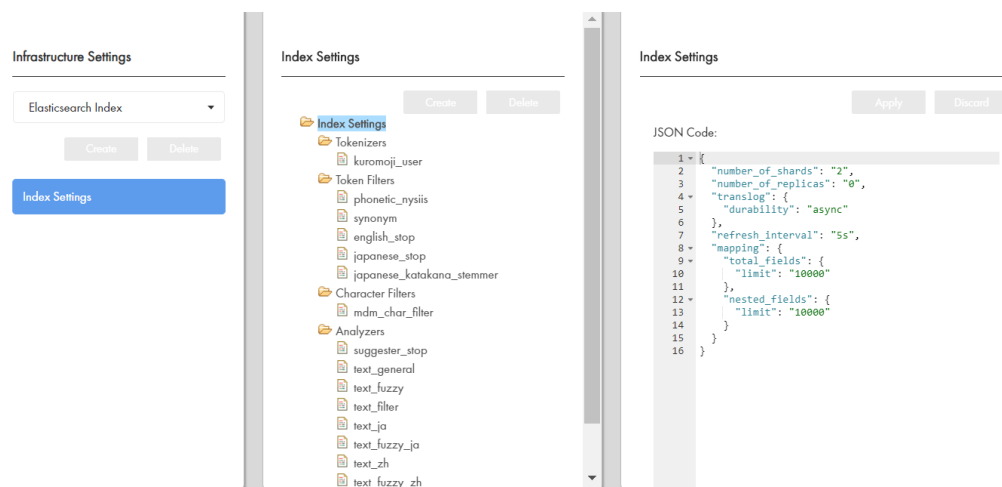 Infrastructure Settings
Elasticsearch Index
Create Delete
Index Settings
Index Settings
Create Delete
Index Settings
Tokenizers
kuromoji_user
Token Filters
phonetic_nysiis
synonym
english_stop
japanese_stop
japanese_katakana_stemmer
Character Filters
mdm_char_filter
Analyzers
suggester_stop
text_general
text_fuzzy
text_filter
text_ja
text_fuzzy_ja
text_zh
text_fuzzy_zh
Index Settings
Apply Discard
JSON Code:
1 {
2 "number_of_shards": "2",
3 "number_of_replicas": "0",
4 "translog": {
5 "durability": "async"
6 },
7 "refresh_interval": "5s",
8 "mapping": {
9 "total_fields": {
10 "limit": "10000"
11 },
12 "nested_fields": {
13 "limit": "10000"
14 }
15 }
16 }